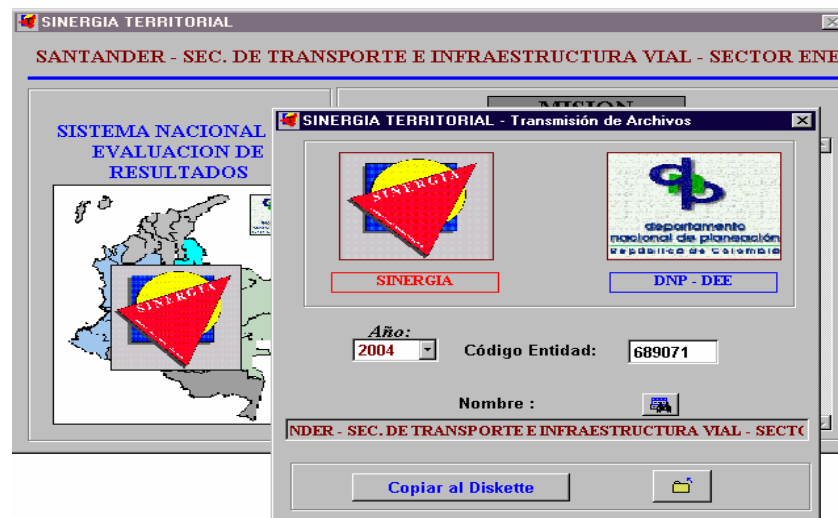 SINERGIA TERRITORIAL
SANTANDER - SEC. DE TRANSPORTE E INFRAESTRUCTURA VIAL - SECTOR ENE
MISION
SISTEMA NACIONAL
EVALUACION DE
RESULTADOS
SINERGIA
SINERGIA TERRITORIAL - Transmisión de Archivos
SINERGIA
departamento
nacional de planeación
República de Colombia
SINERGIA
DNP - DEE
Año:
2004
Código Entidad:
689071
Nombre :
NDER - SEC. DE TRANSPORTE E INFRAESTRUCTURA VIAL - SECTO
Copiar al Diskette